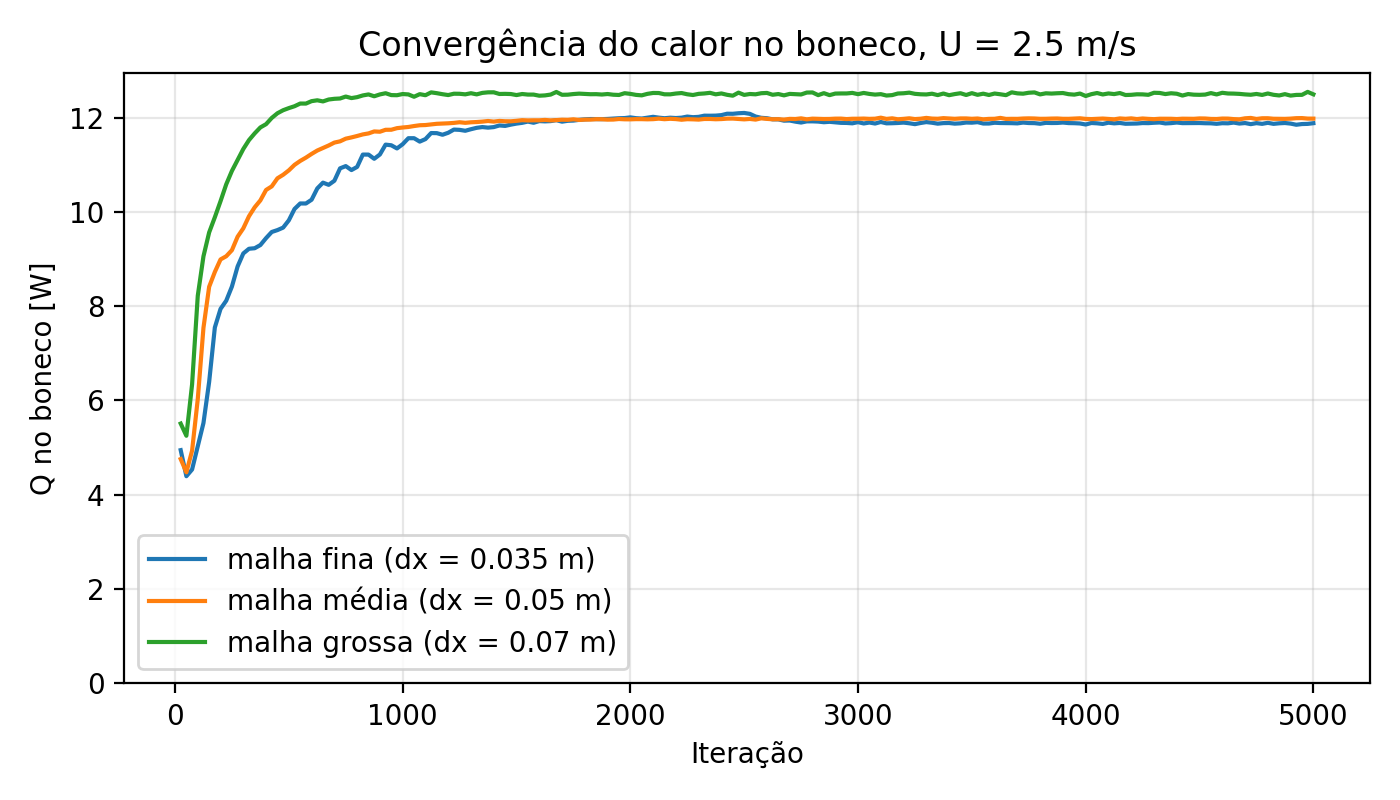 Convergência do calor no boneco, U = 2.5 m/s
Q no boneco [W]
12
10
8
6
4
2
0
malha fina (dx = 0.035 m)
malha média (dx = 0.05 m)
malha grossa (dx = 0.07 m)
0 1000 2000 3000 4000 5000
Iteração